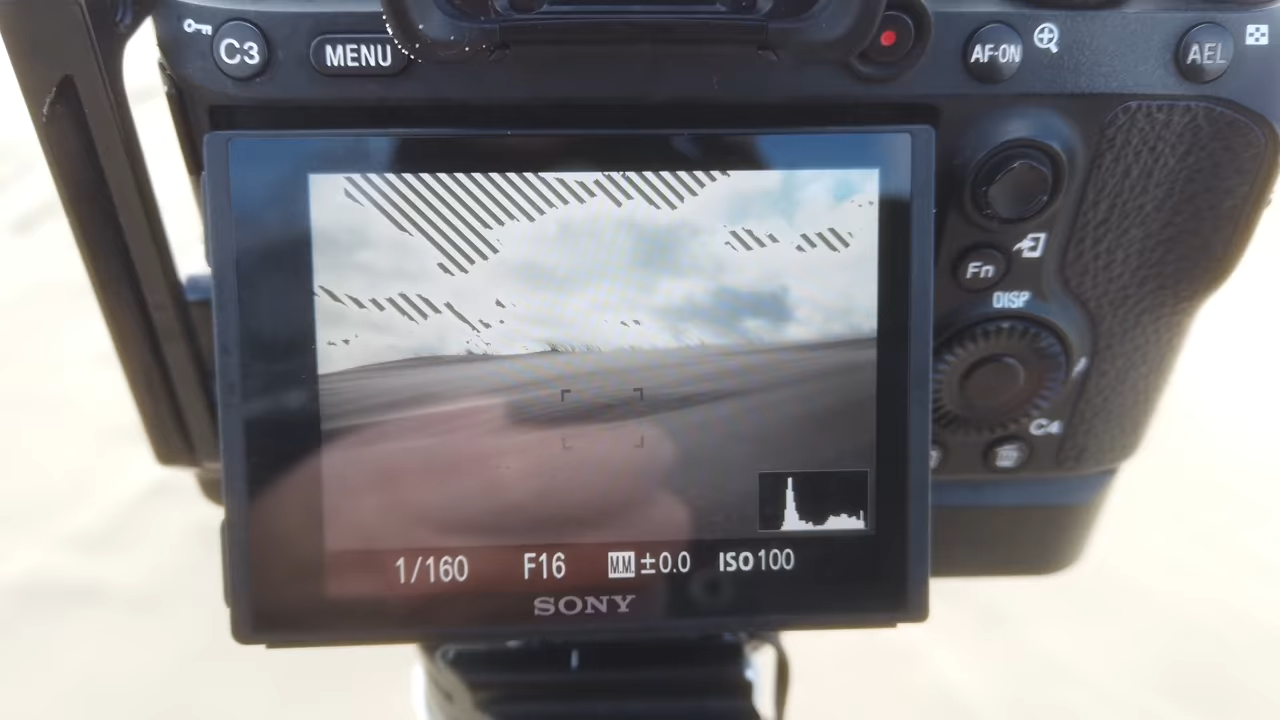 C3
MENU
AF-ON
AEL
Fn
DISP
C4
1/160 F16 M.M. ±0.0 ISO 100
SONY